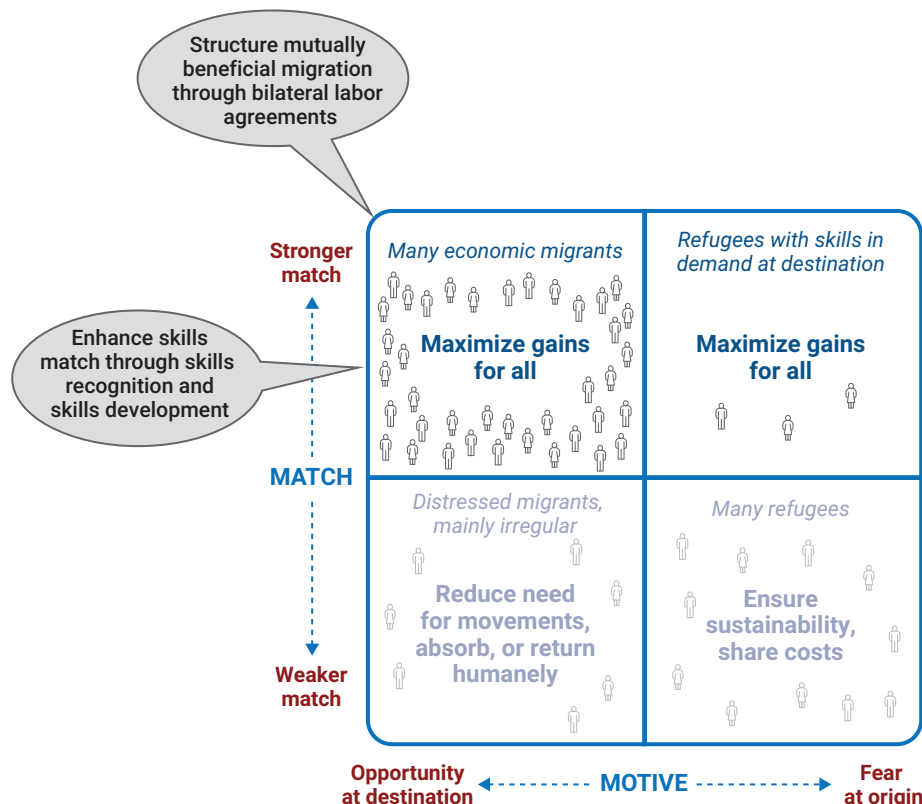 Structure mutually
beneficial migration
through bilateral labor
agreements
Enhance skills
match through skills
recognition and
skills development
Stronger
match
MATCH
Weaker
match
Many economic migrants
Maximize gains
for all
Refugees with skills in
demand at destination
Maximize gains
for all
Distressed migrants,
mainly irregular
Reduce need
for movements,
absorb, or return
humanely
Many refugees
Ensure
sustainability,
share costs
Opportunity
at destination
MOTIVE
Fear
at origin